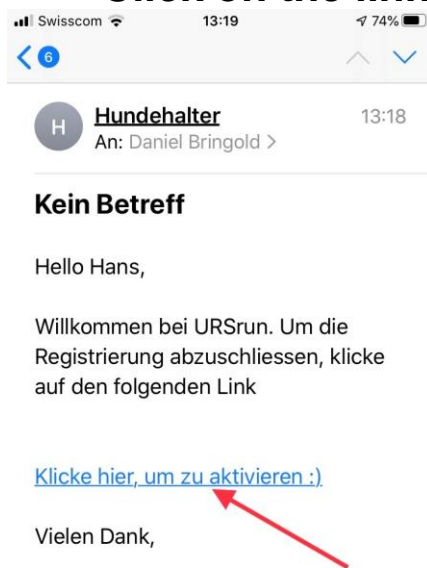 Swisscom 13:19 74%
6
H Hundehalter 13:18
An: Daniel Bringold >
Kein Betreff
Hello Hans,
Willkommen bei URSrun. Um die
Registrierung abzuschliessen, klicke
auf den folgenden Link
Klicke hier, um zu aktivieren :)
Vielen Dank,